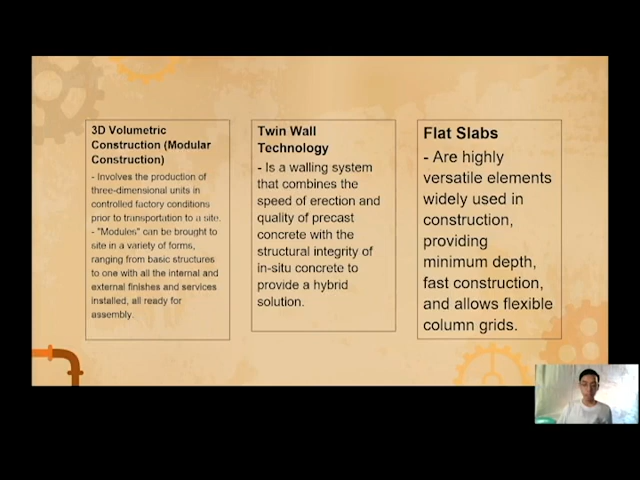 3D Volumetric
Construction (Modular
Construction)
- Involves the production of
three-dimensional units in
controlled factory conditions
prior to transportation to a site.
- "Modules" can be brought to
site in a variety of forms,
ranging from basic structures
to one with all the internal and
external finishes and services
installed, all ready for
assembly.
Twin Wall
Technology
- Is a walling system
that combines the
speed of erection and
quality of precast
concrete with the
structural integrity of
in-situ concrete to
provide a hybrid
solution.
Flat Slabs
- Are highly
versatile elements
widely used in
construction,
providing
minimum depth,
fast construction,
and allows flexible
column grids.